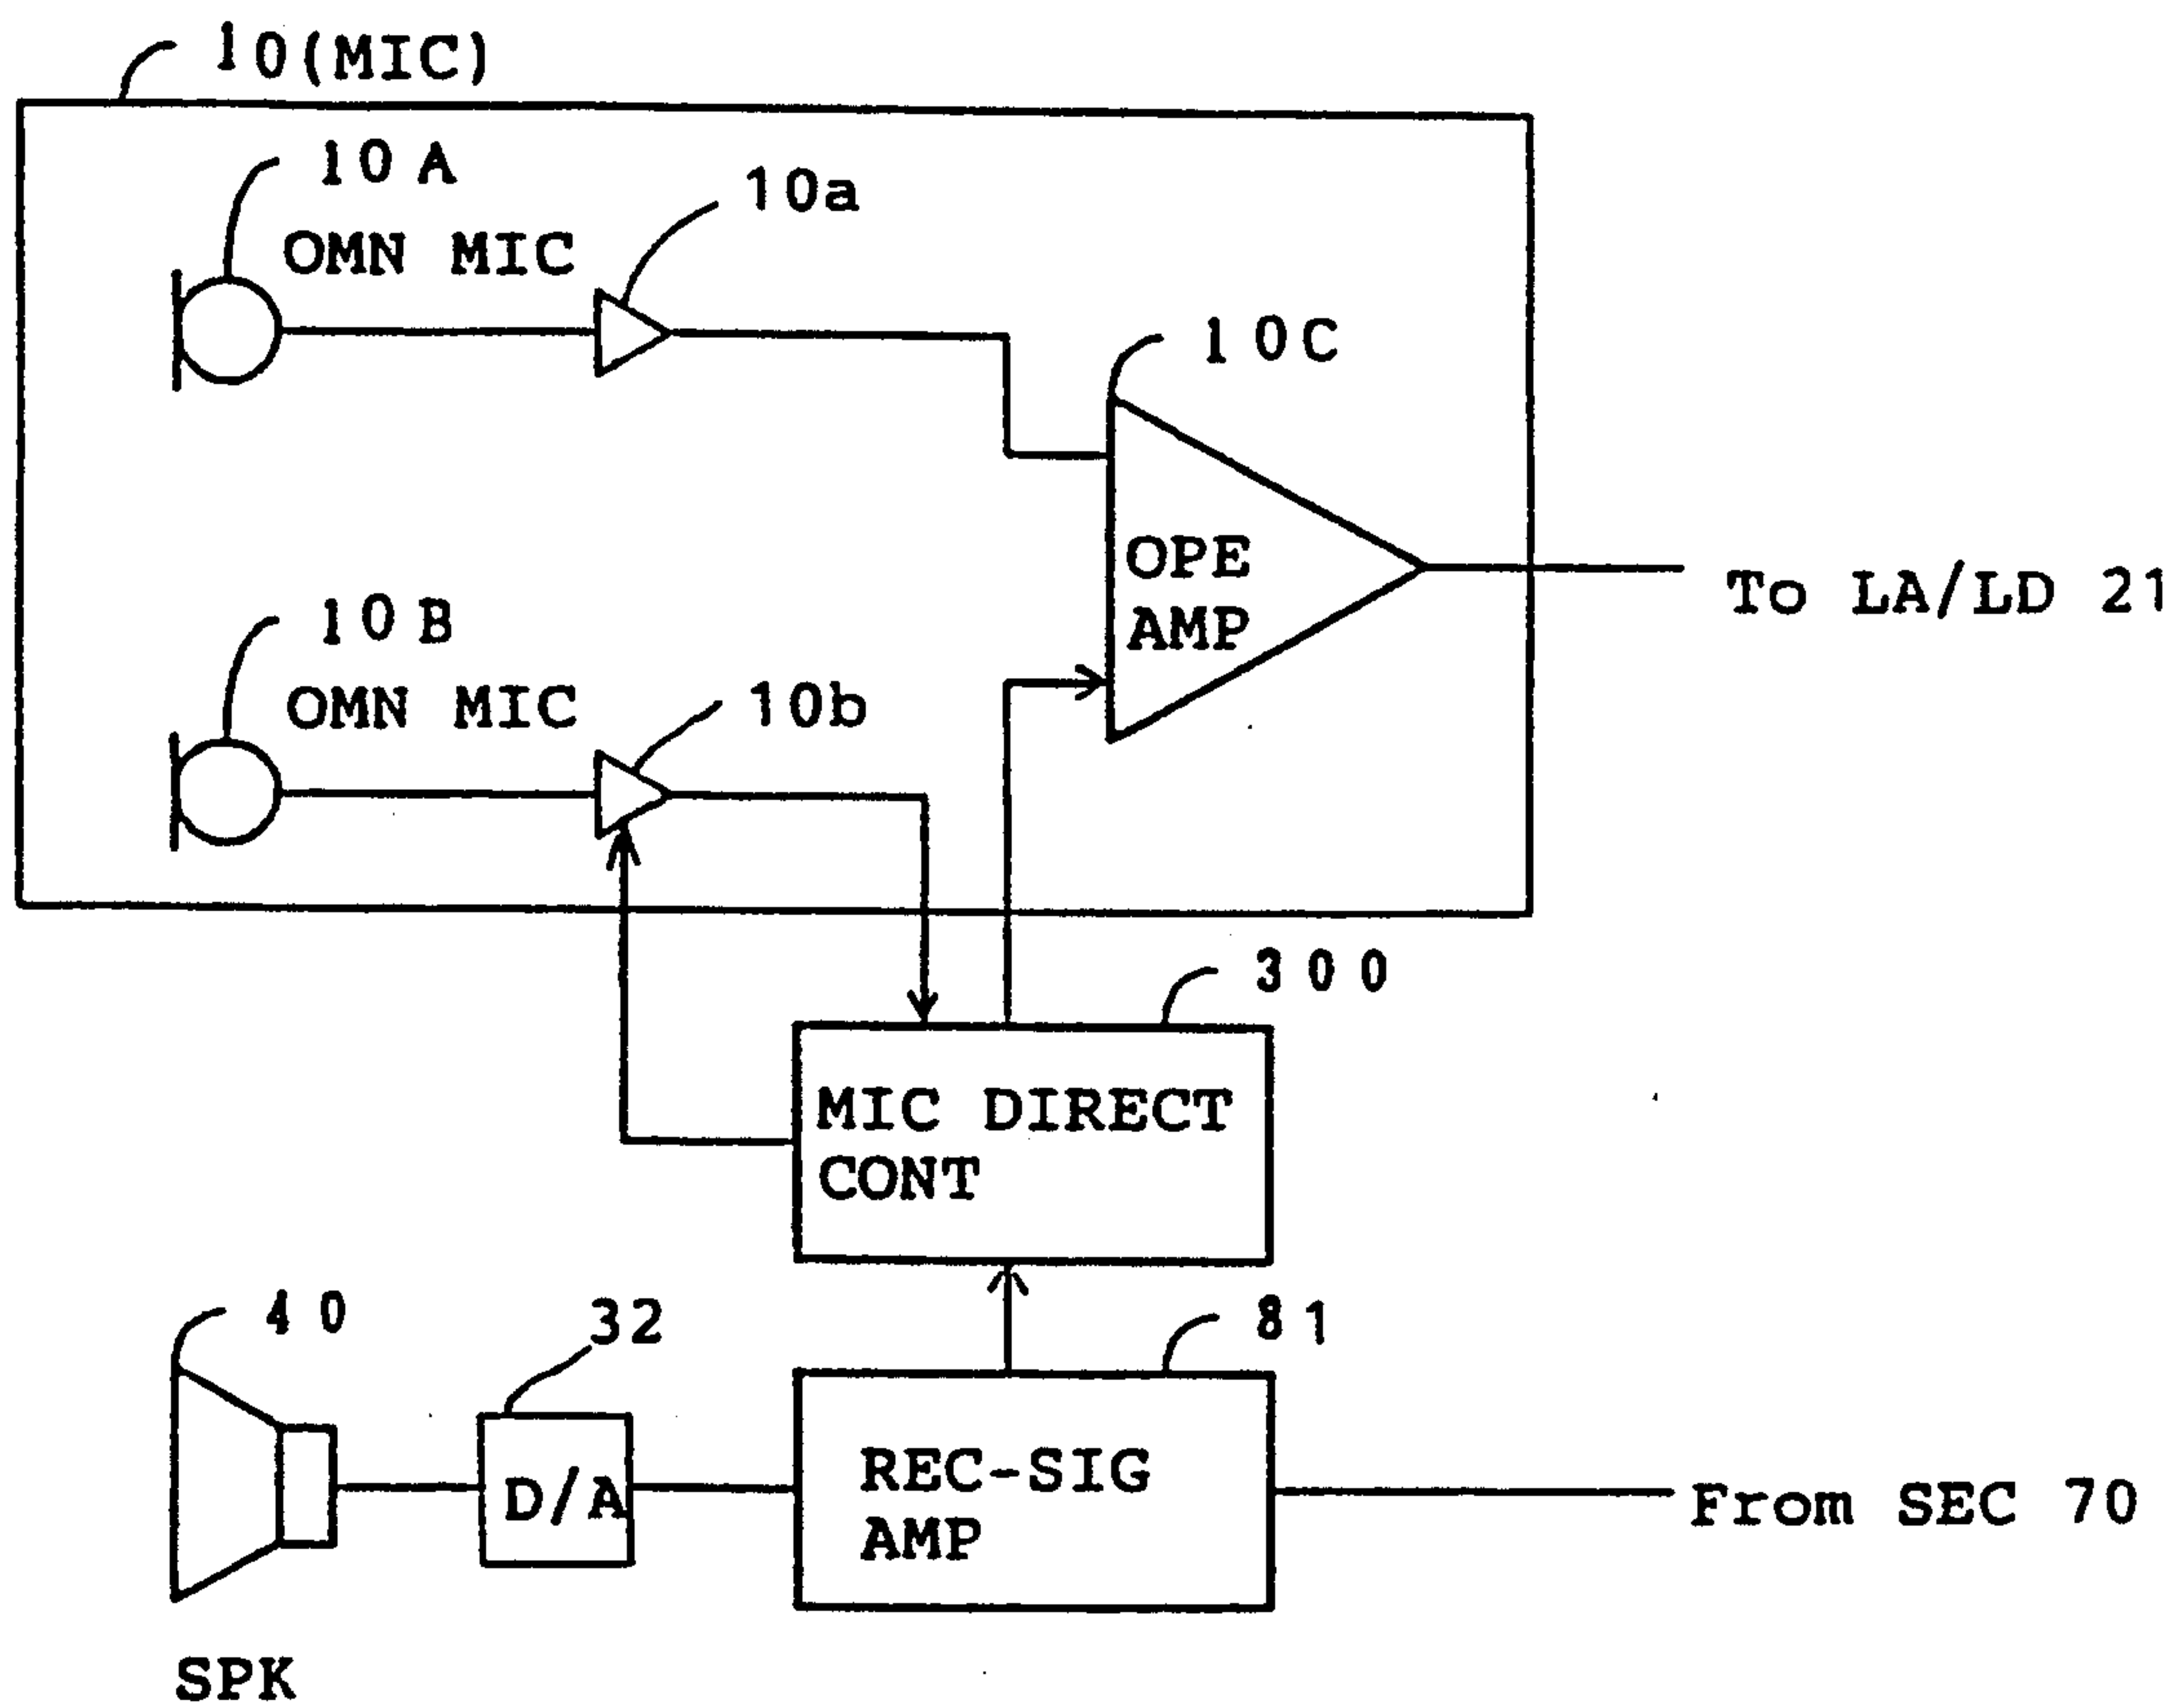 10(MIC)
10A
OMN MIC
10a
10C
OPE
AMP
To LA/LD 21
10B
OMN MIC
10b
300
MIC DIRECT
CONT
40
32
81
D/A
REC-SIG
AMP
From SEC 70
SPK